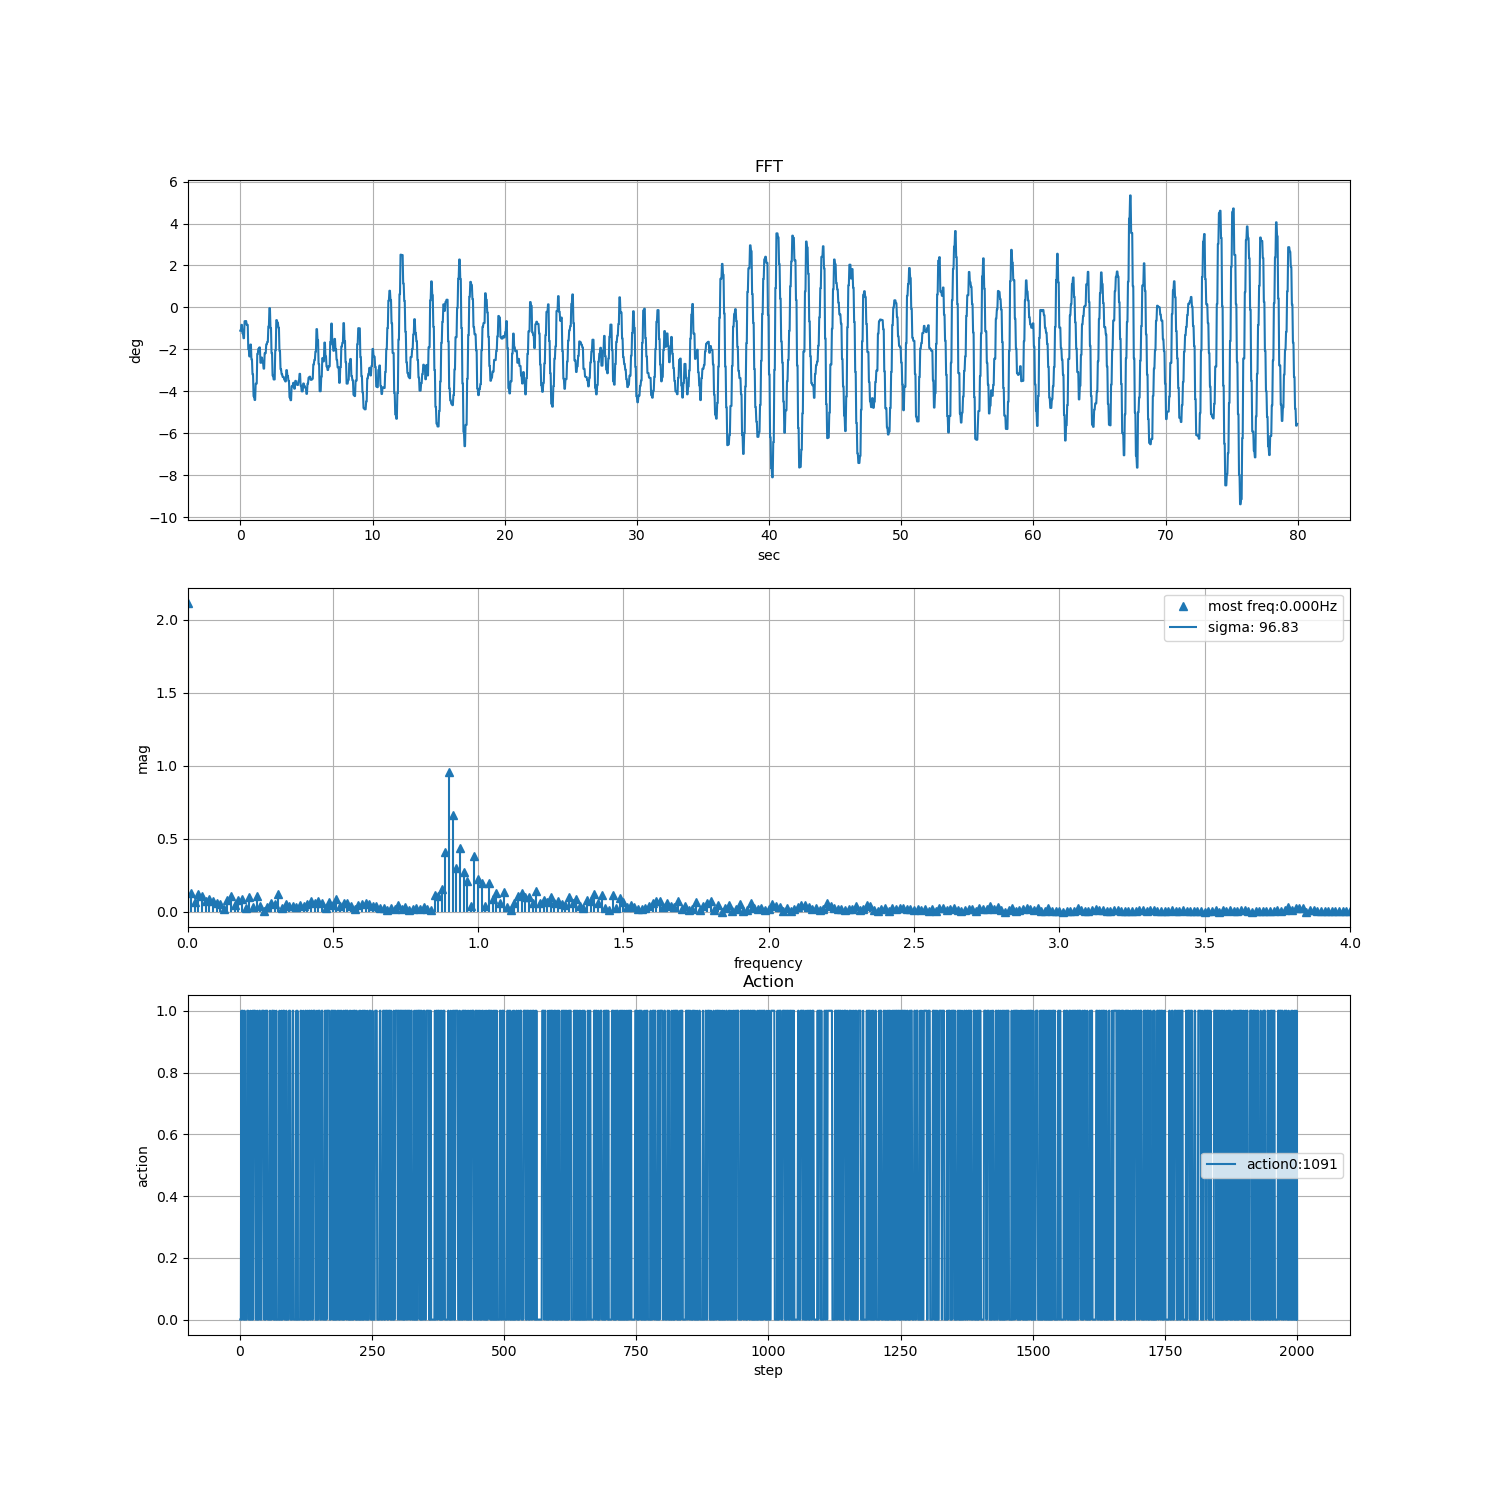 FFT
6
4
2
0
−2
−4
−6
−8
−10
deg
0 10 20 30 40 50 60 70 80
sec
most freq:0.000Hz
sigma: 96.83
2.0
1.5
1.0
0.5
0.0
mag
0.0 0.5 1.0 1.5 2.0 2.5 3.0 3.5 4.0
frequency
Action
1.0
0.8
0.6
0.4
0.2
0.0
action
action0:1091
0 250 500 750 1000 1250 1500 1750 2000
step